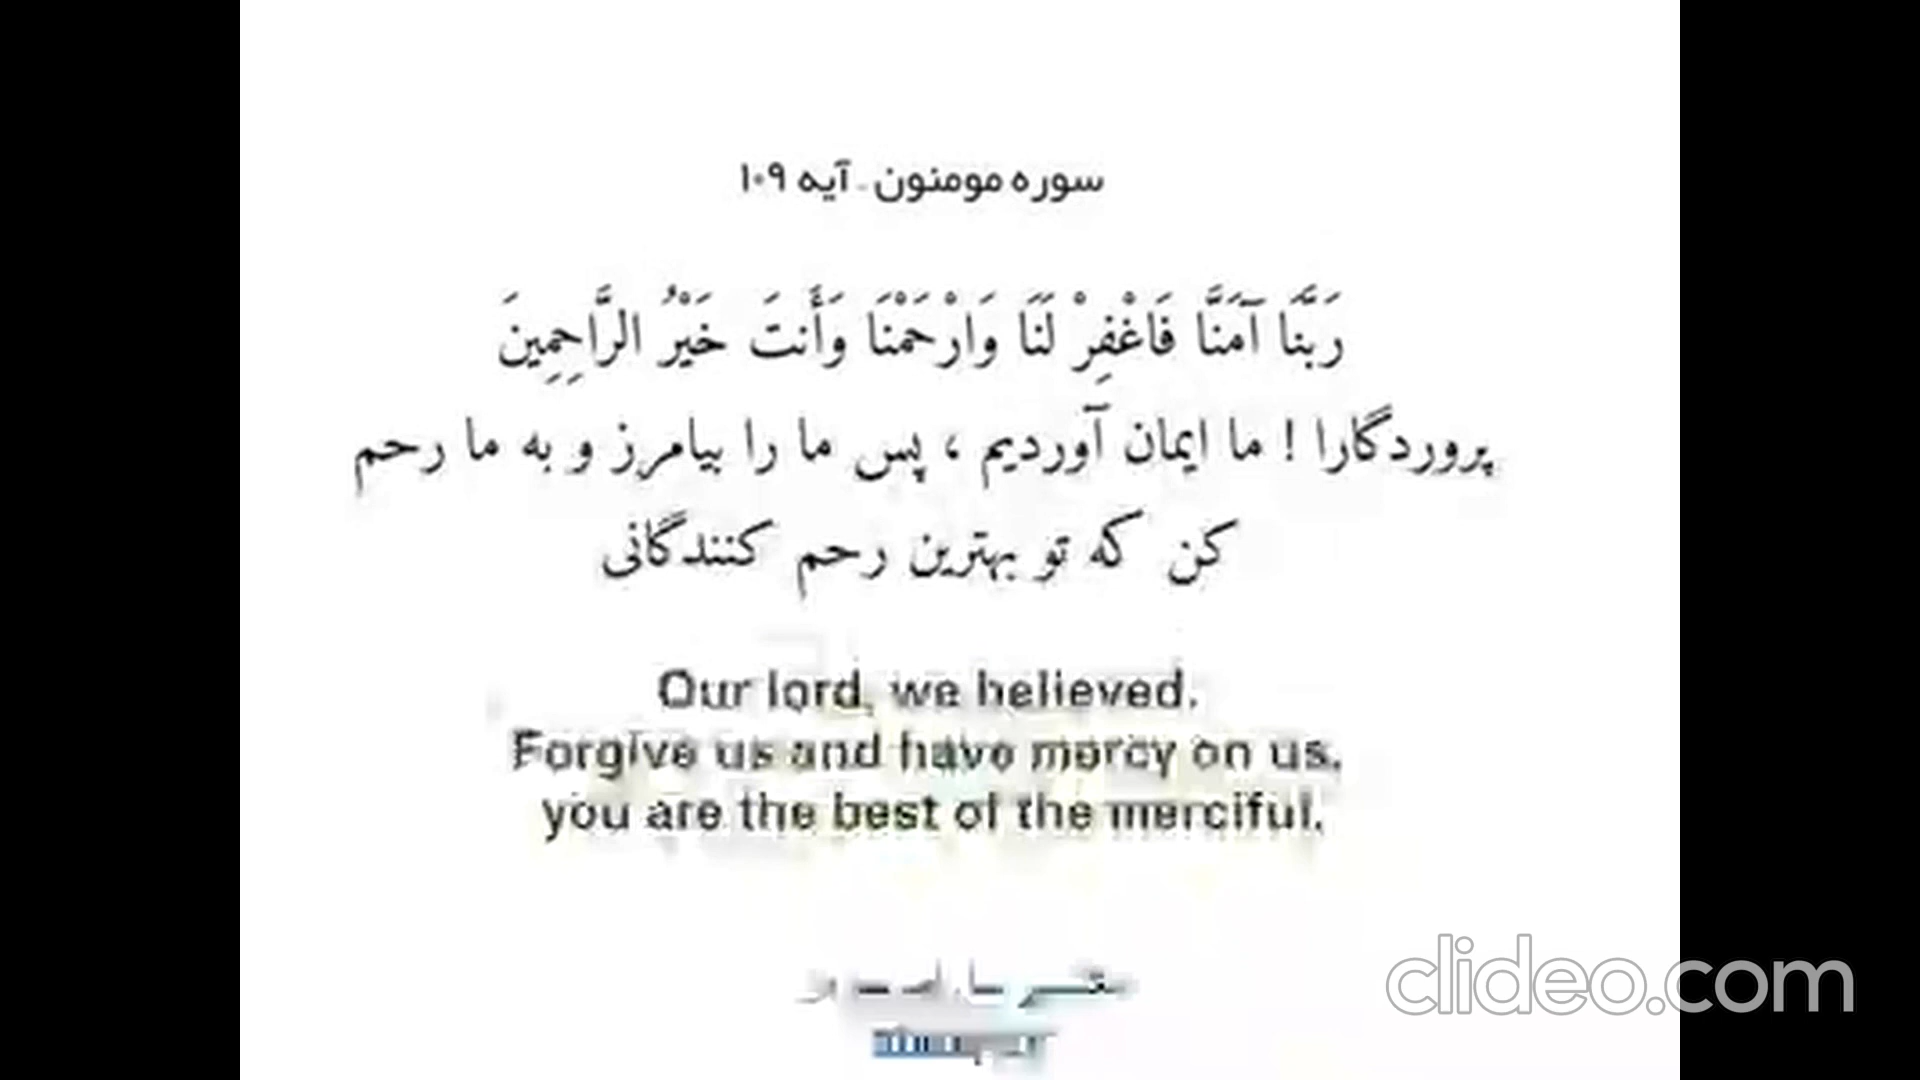 سوره مومنون - آیه ۱۰۹
رَبَّنَا آمَنَّا فَاغْفِرْ لَنَا وَارْحَمْنَا وَأَنتَ خَيْرُ الرَّاحِمِينَ
پروردگارا ! ما ایمان آوردیم ، پس ما را بیامرز و به ما رحم
کن که تو بهترین رحم کنندگانی
Our lord, we believed.
Forgive us and have mercy on us,
you are the best of the merciful.
clideo.com